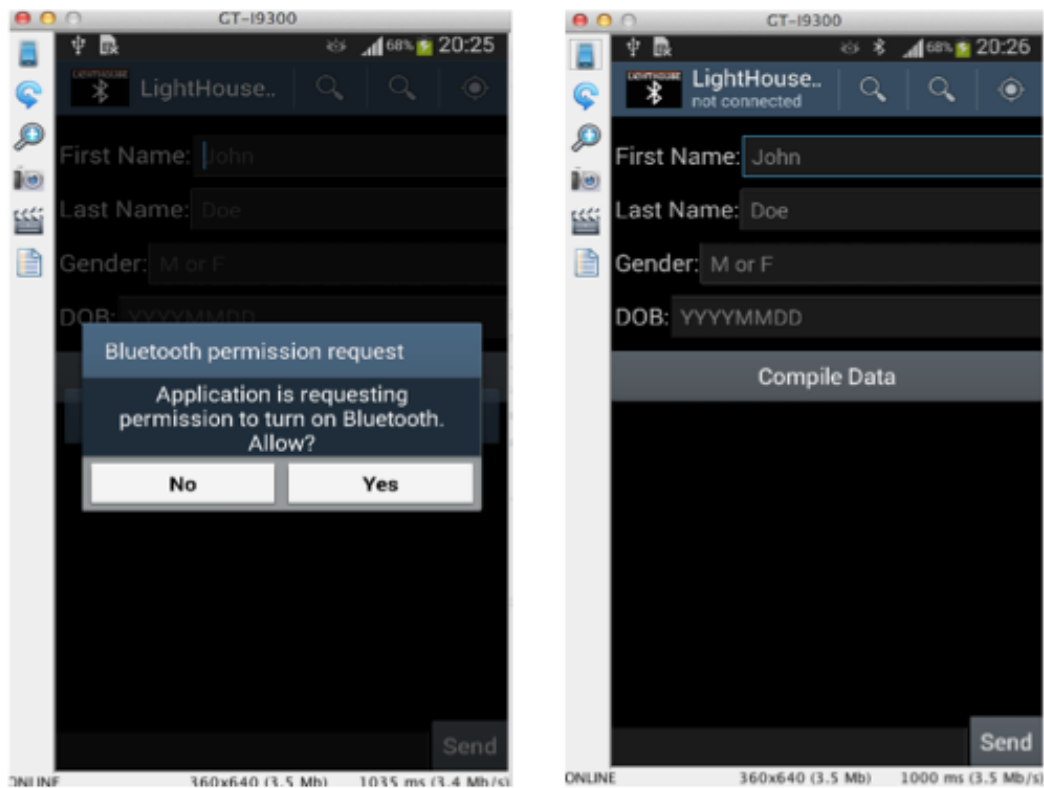 GT-I9300
68% 20:25
LIGHTHOUSE
LightHouse..
First Name: John
Last Name: Doe
Gender: M or F
DOB: YYYYMMDD
Bluetooth permission request
Application is requesting
permission to turn on Bluetooth.
Allow?
No Yes
Send
ONLINE 360x640 (3.5 Mb) 1035 ms (3.4 Mb/s)
GT-I9300
68% 20:26
LIGHTHOUSE
LightHouse..
not connected
First Name: John
Last Name: Doe
Gender: M or F
DOB: YYYYMMDD
Compile Data
Send
ONLINE 360x640 (3.5 Mb) 1000 ms (3.5 Mb/s)